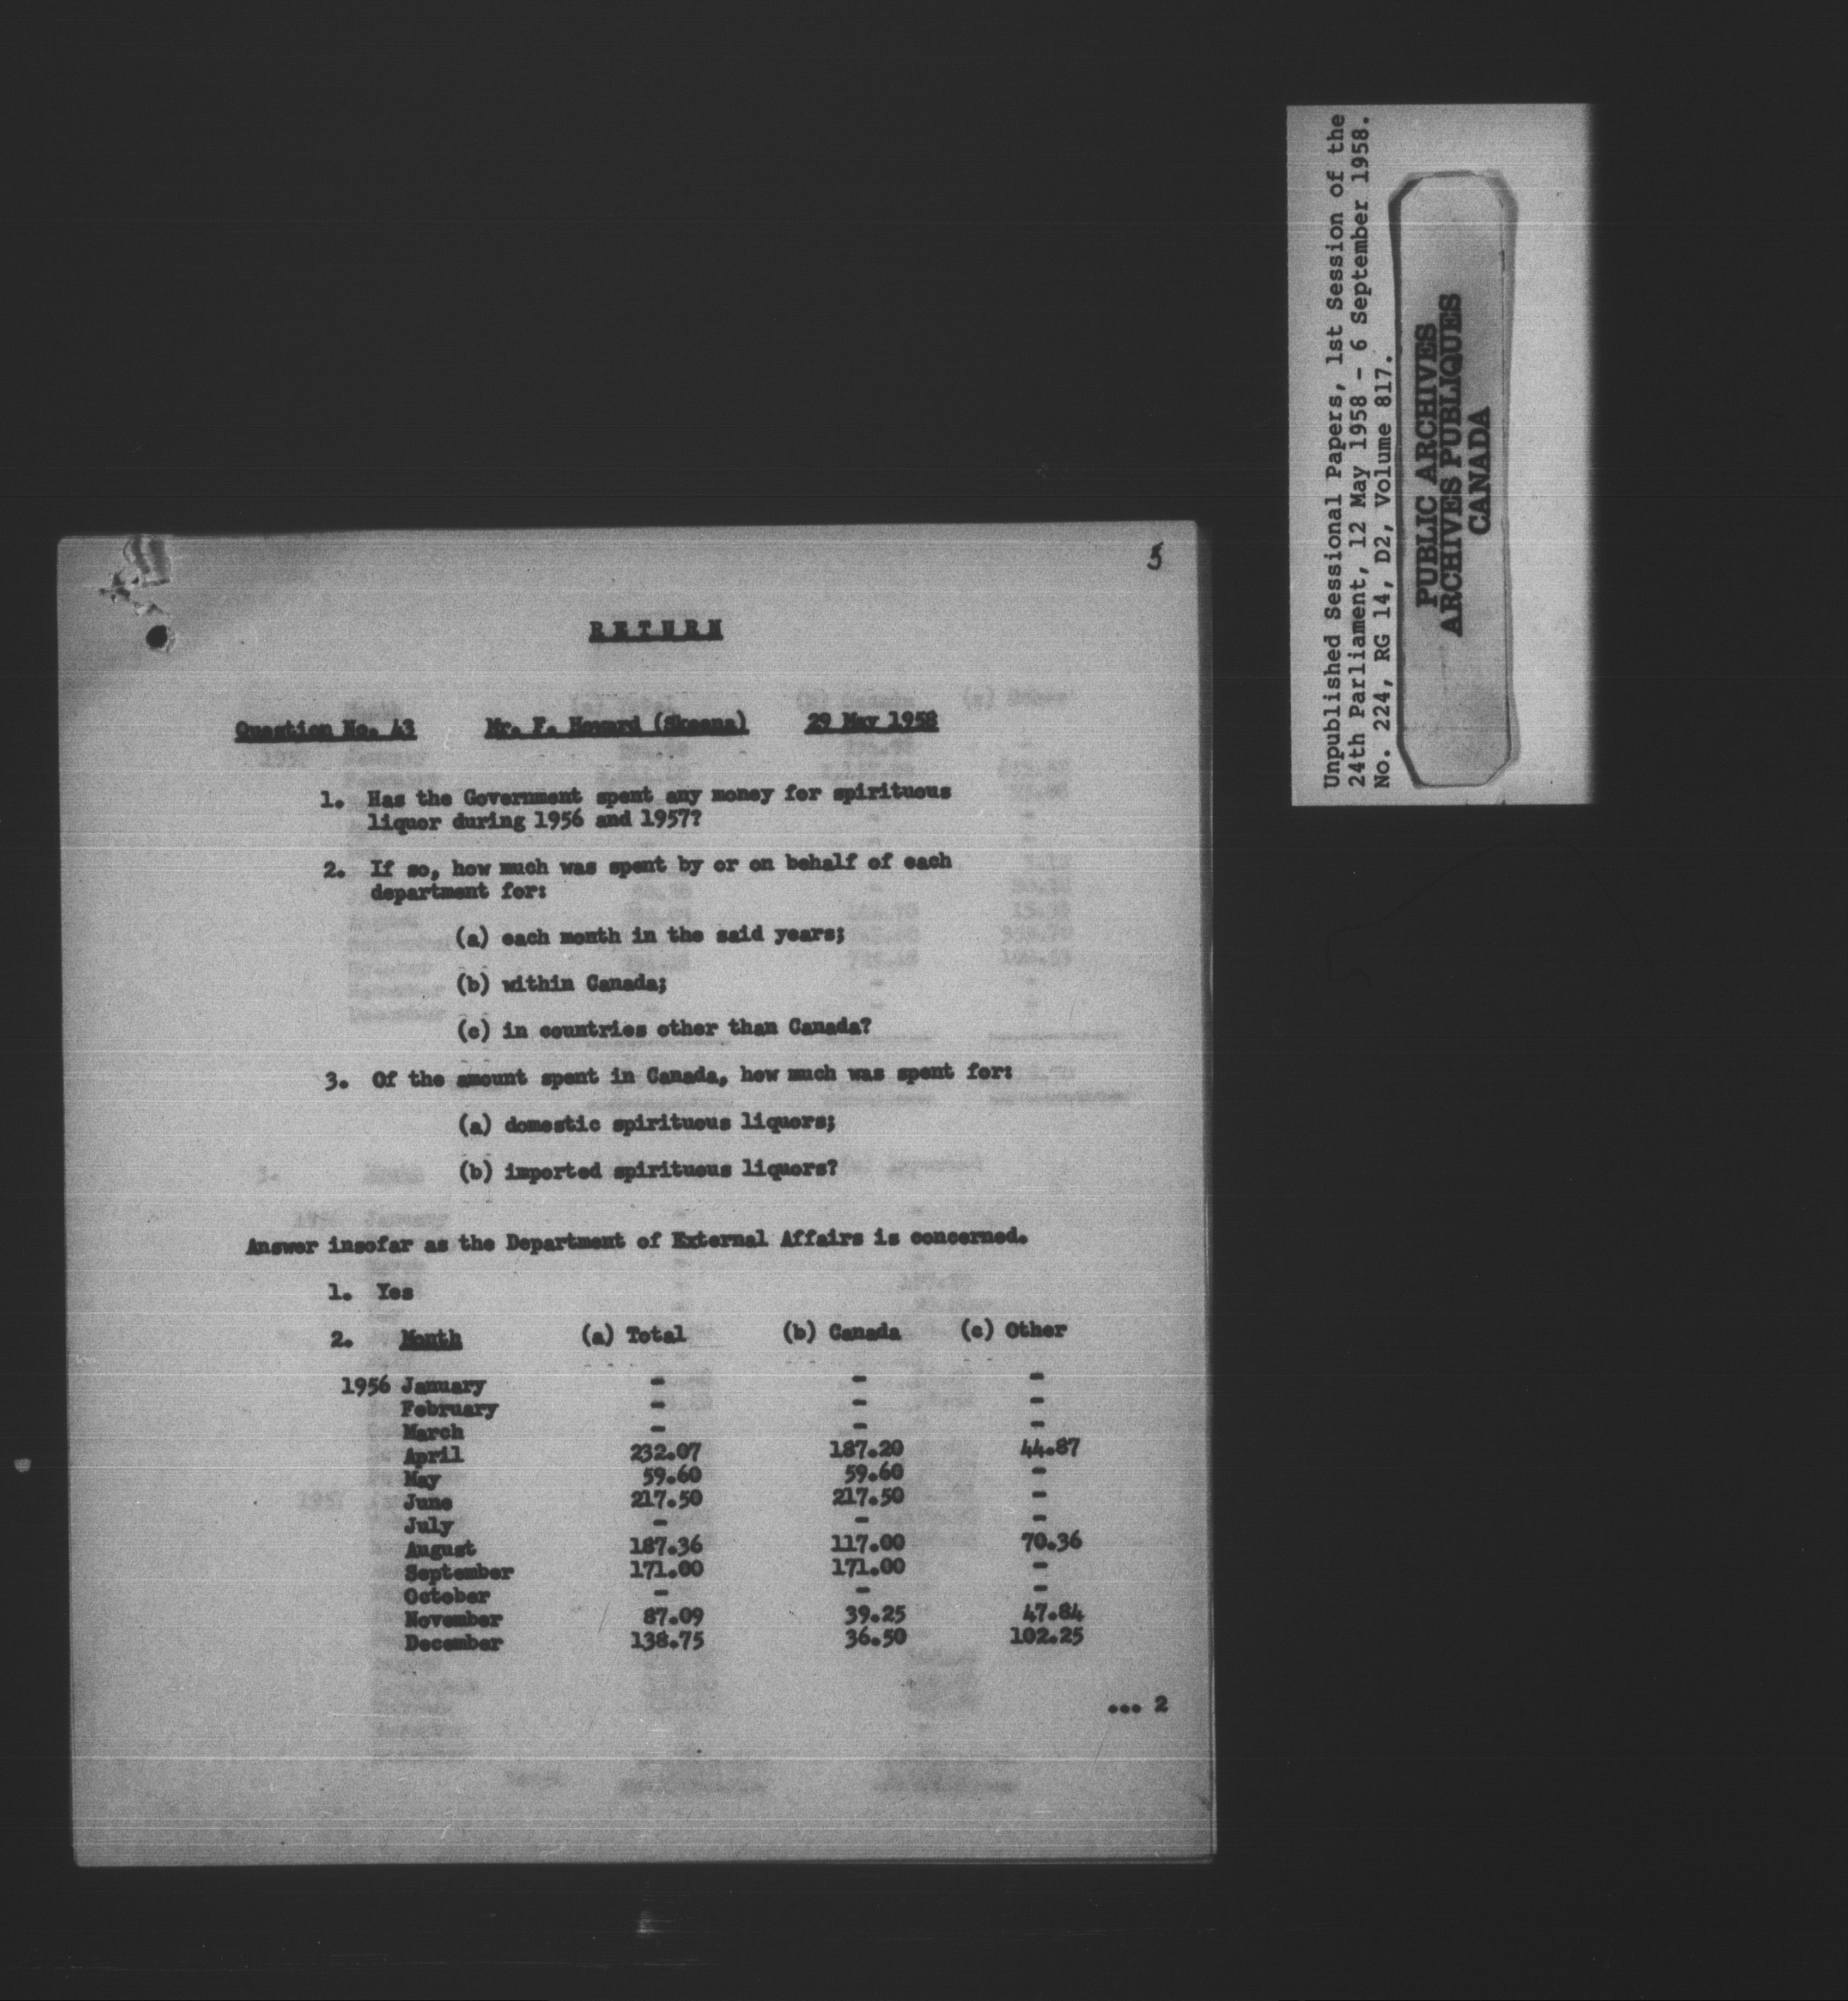 5
RETURN
Question No. 43 Mr. F. Howard (Skeena) 29 May 1958
1. Has the Government spent any money for spirituous
liquor during 1956 and 1957?
2. If so, how much was spent by or on behalf of each
department for:
(a) each month in the said years;
(b) within Canada;
(c) in countries other than Canada?
3. Of the amount spent in Canada, how much was spent for:
(a) domestic spirituous liquors;
(b) imported spirituous liquors?
Answer insofar as the Department of External Affairs is concerned.
1. Yes
2. Month (a) Total (b) Canada (c) Other
1956 January - - -
February - - -
March - - -
April 232.07 187.20 44.87
May 59.60 59.60 -
June 217.50 217.50 -
July - - -
August 187.36 117.00 70.36
September 171.00 171.00 -
October - - -
November 87.09 39.25 47.84
December 138.75 36.50 102.25
... 2
Unpublished Sessional Papers, 1st Session of the
24th Parliament, 12 May 1958 - 6 September 1958.
No. 224, RG 14, D2, Volume 817.
PUBLIC ARCHIVES
ARCHIVES PUBLIQUES
CANADA